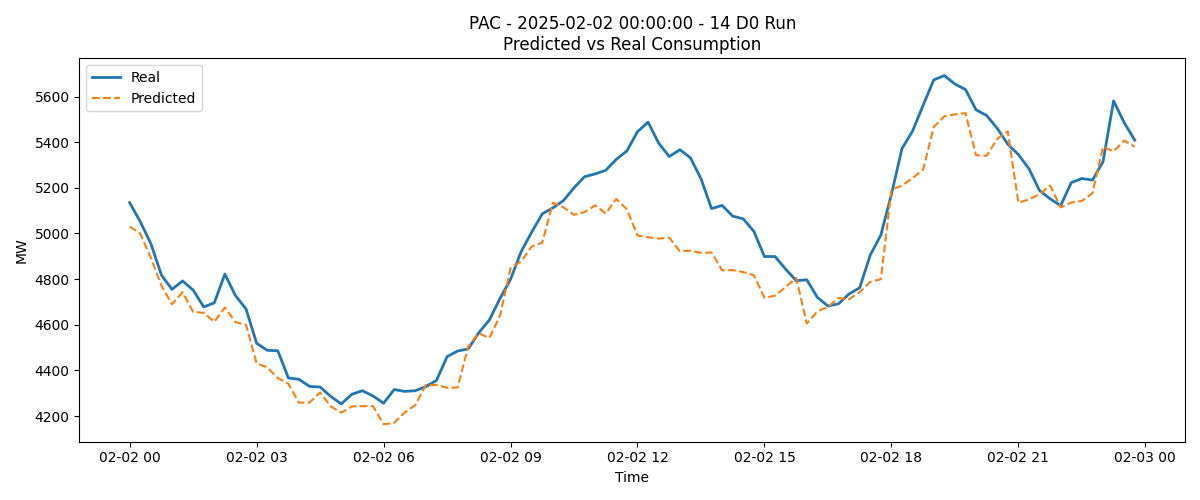 PAC - 2025-02-02 00:00:00 - 14 D0 Run
Predicted vs Real Consumption
Real
Predicted
MW
5600
5400
5200
5000
4800
4600
4400
4200
02-02 00
02-02 03
02-02 06
02-02 09
02-02 12
02-02 15
02-02 18
02-02 21
02-03 00
Time